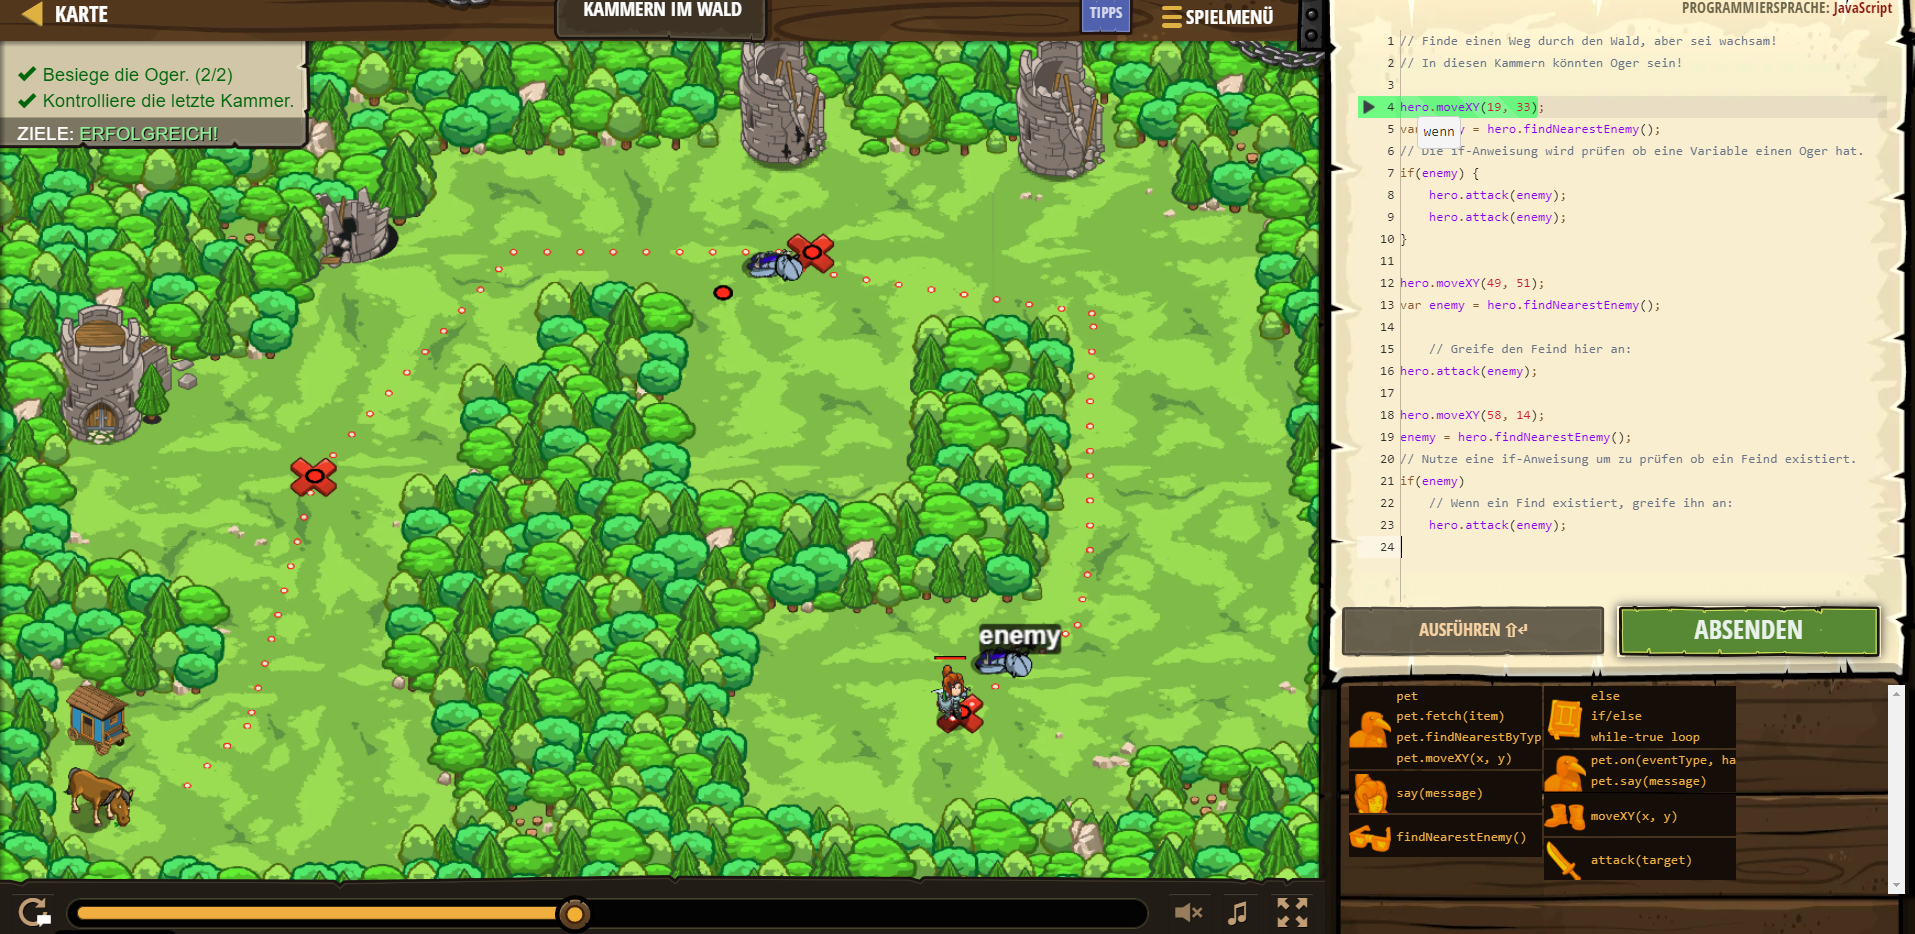 KARTE
KAMMERN IM WALD
TIPPS
SPIELMENÜ
PROGRAMMIERSPRACHE: JavaScript
Besiege die Oger. (2/2)
Kontrolliere die letzte Kammer.
ZIELE: ERFOLGREICH!
enemy
1 // Finde einen Weg durch den Wald, aber sei wachsam!
2 // In diesen Kammern könnten Oger sein!
3
4 hero.moveXY(19, 33);
wenn
5 = hero.findNearestEnemy();
6 // Die if-Anweisung wird prüfen ob eine Variable einen Oger hat.
7 if(enemy) {
8 hero.attack(enemy);
9 hero.attack(enemy);
10 }
11
12 hero.moveXY(49, 51);
13 var enemy = hero.findNearestEnemy();
14
15 // Greife den Feind hier an:
16 hero.attack(enemy);
17
18 hero.moveXY(58, 14);
19 enemy = hero.findNearestEnemy();
20 // Nutze eine if-Anweisung um zu prüfen ob ein Feind existiert.
21 if(enemy)
22 // Wenn ein Find existiert, greife ihn an:
23 hero.attack(enemy);
24
AUSFÜHREN ⇧↵
ABSENDEN
pet
pet.fetch(item)
pet.findNearestByTyp
pet.moveXY(x, y)
say(message)
findNearestEnemy()
else
if/else
while-true loop
pet.on(eventType, ha
pet.say(message)
moveXY(x, y)
attack(target)